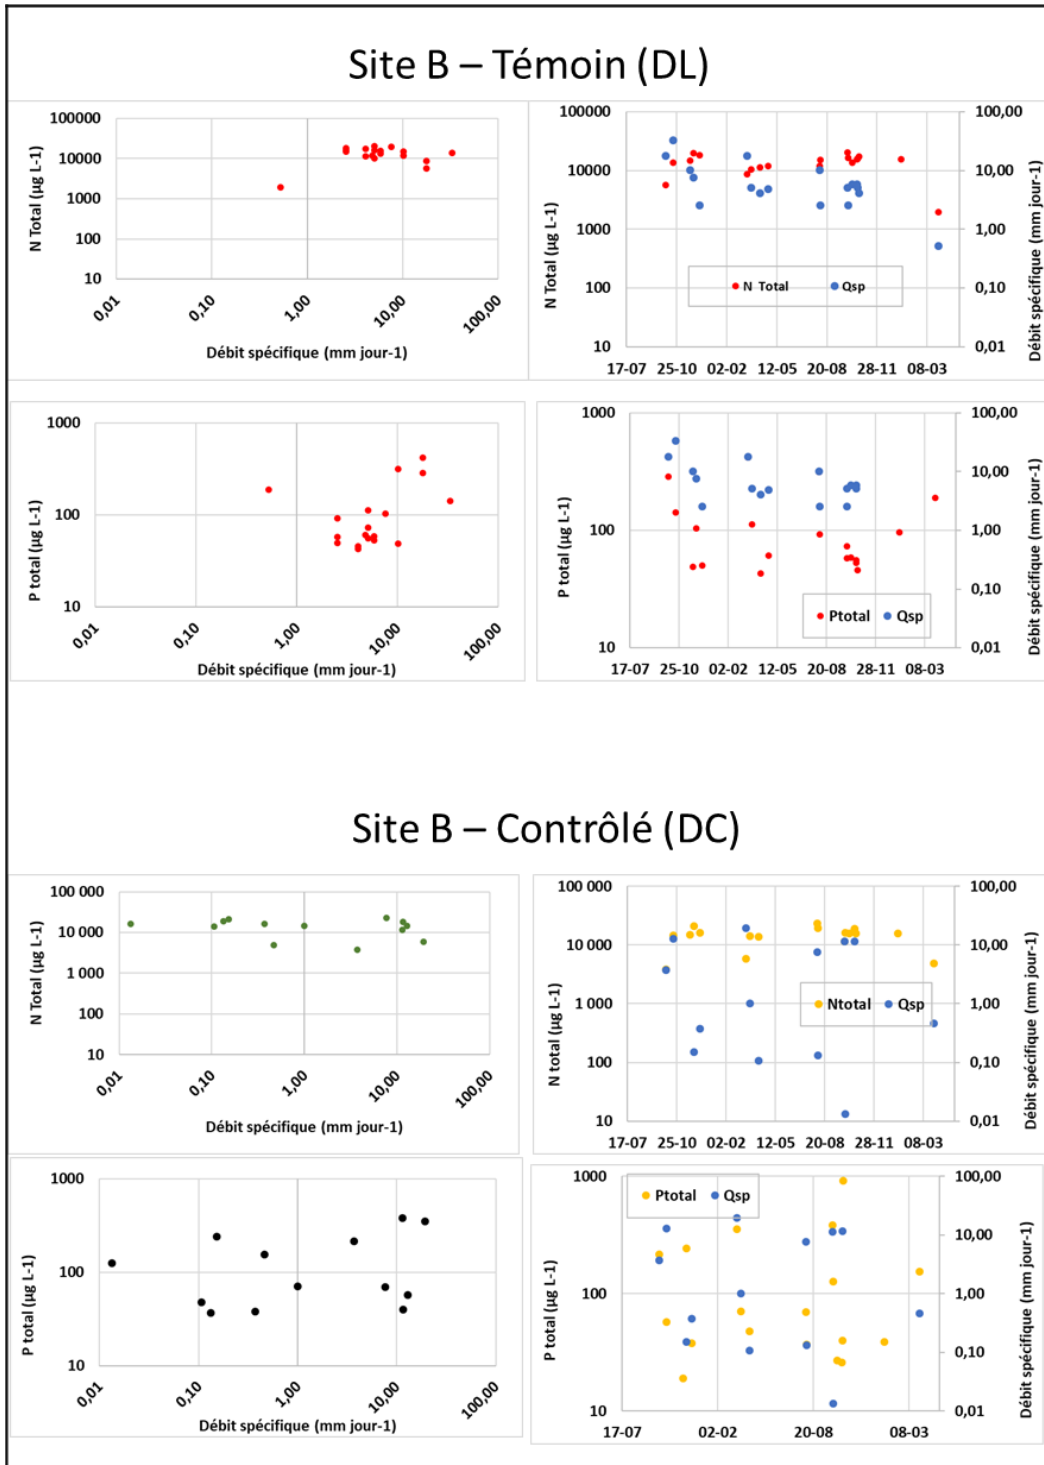 Site B – Témoin (DL)
100000
10000
1000
100
10
N Total (µg L-1)
0,01
0,10
1,00
10,00
100,00
Débit spécifique (mm jour-1)
100000
10000
1000
100
10
N Total (µg L-1)
100,00
10,00
1,00
0,10
0,01
Débit spécifique (mm jour-1)
N Total
Qsp
17-07 25-10 02-02 12-05 20-08 28-11 08-03
1000
100
10
P total (µg L-1)
0,01
0,10
1,00
10,00
100,00
Débit spécifique (mm jour-1)
1000
100
10
P total (µg L-1)
100,00
10,00
1,00
0,10
0,01
Débit spécifique (mm jour-1)
Ptotal
Qsp
17-07 25-10 02-02 12-05 20-08 28-11 08-03
Site B – Contrôlé (DC)
100 000
10 000
1 000
100
10
N Total (µg L-1)
0,01
0,10
1,00
10,00
100,00
Débit spécifique (mm jour-1)
100 000
10 000
1 000
100
10
N total (µg L-1)
100,00
10,00
1,00
0,10
0,01
Débit spécifique (mm jour-1)
Ntotal
Qsp
17-07 25-10 02-02 12-05 20-08 28-11 08-03
1000
100
10
P total (µg L-1)
0,01
0,10
1,00
10,00
100,00
Débit spécifique (mm jour-1)
1000
100
10
P total (µg L-1)
100,00
10,00
1,00
0,10
0,01
Débit spécifique (mm jour-1)
Ptotal
Qsp
17-07 02-02 20-08 08-03